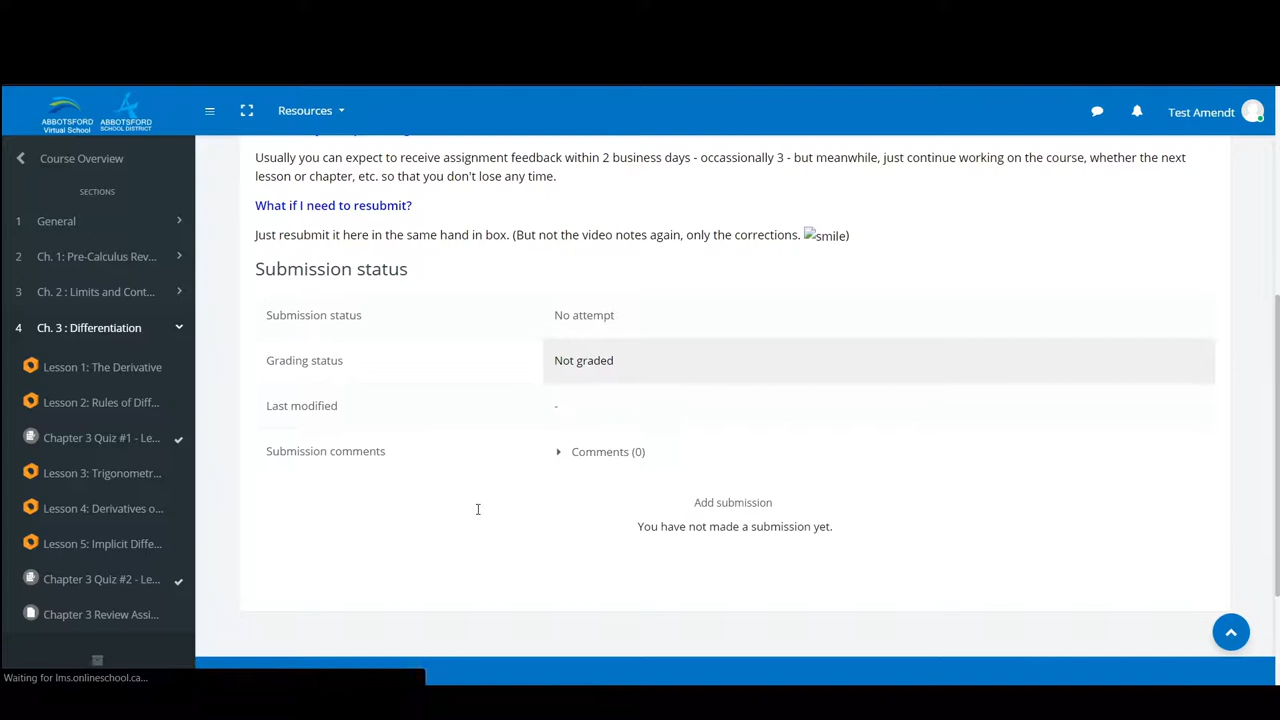 ABBOTSFORD
Virtual School
ABBOTSFORD
SCHOOL DISTRICT
Resources
Test Amendt
Course Overview
SECTIONS
1 General
2 Ch. 1: Pre-Calculus Rev...
3 Ch. 2 : Limits and Cont...
4 Ch. 3 : Differentiation
Lesson 1: The Derivative
Lesson 2: Rules of Diff...
Chapter 3 Quiz #1 - Le...
Lesson 3: Trigonometr...
Lesson 4: Derivatives o...
Lesson 5: Implicit Diffe...
Chapter 3 Quiz #2 - Le...
Chapter 3 Review Assi...
Waiting for lms.onlineschool.ca...
Usually you can expect to receive assignment feedback within 2 business days - occassionally 3 - but meanwhile, just continue working on the course, whether the next
lesson or chapter, etc. so that you don't lose any time.
What if I need to resubmit?
Just resubmit it here in the same hand in box. (But not the video notes again, only the corrections. smile)
Submission status
Submission status No attempt
Grading status Not graded
Last modified -
Submission comments Comments (0)
Add submission
You have not made a submission yet.